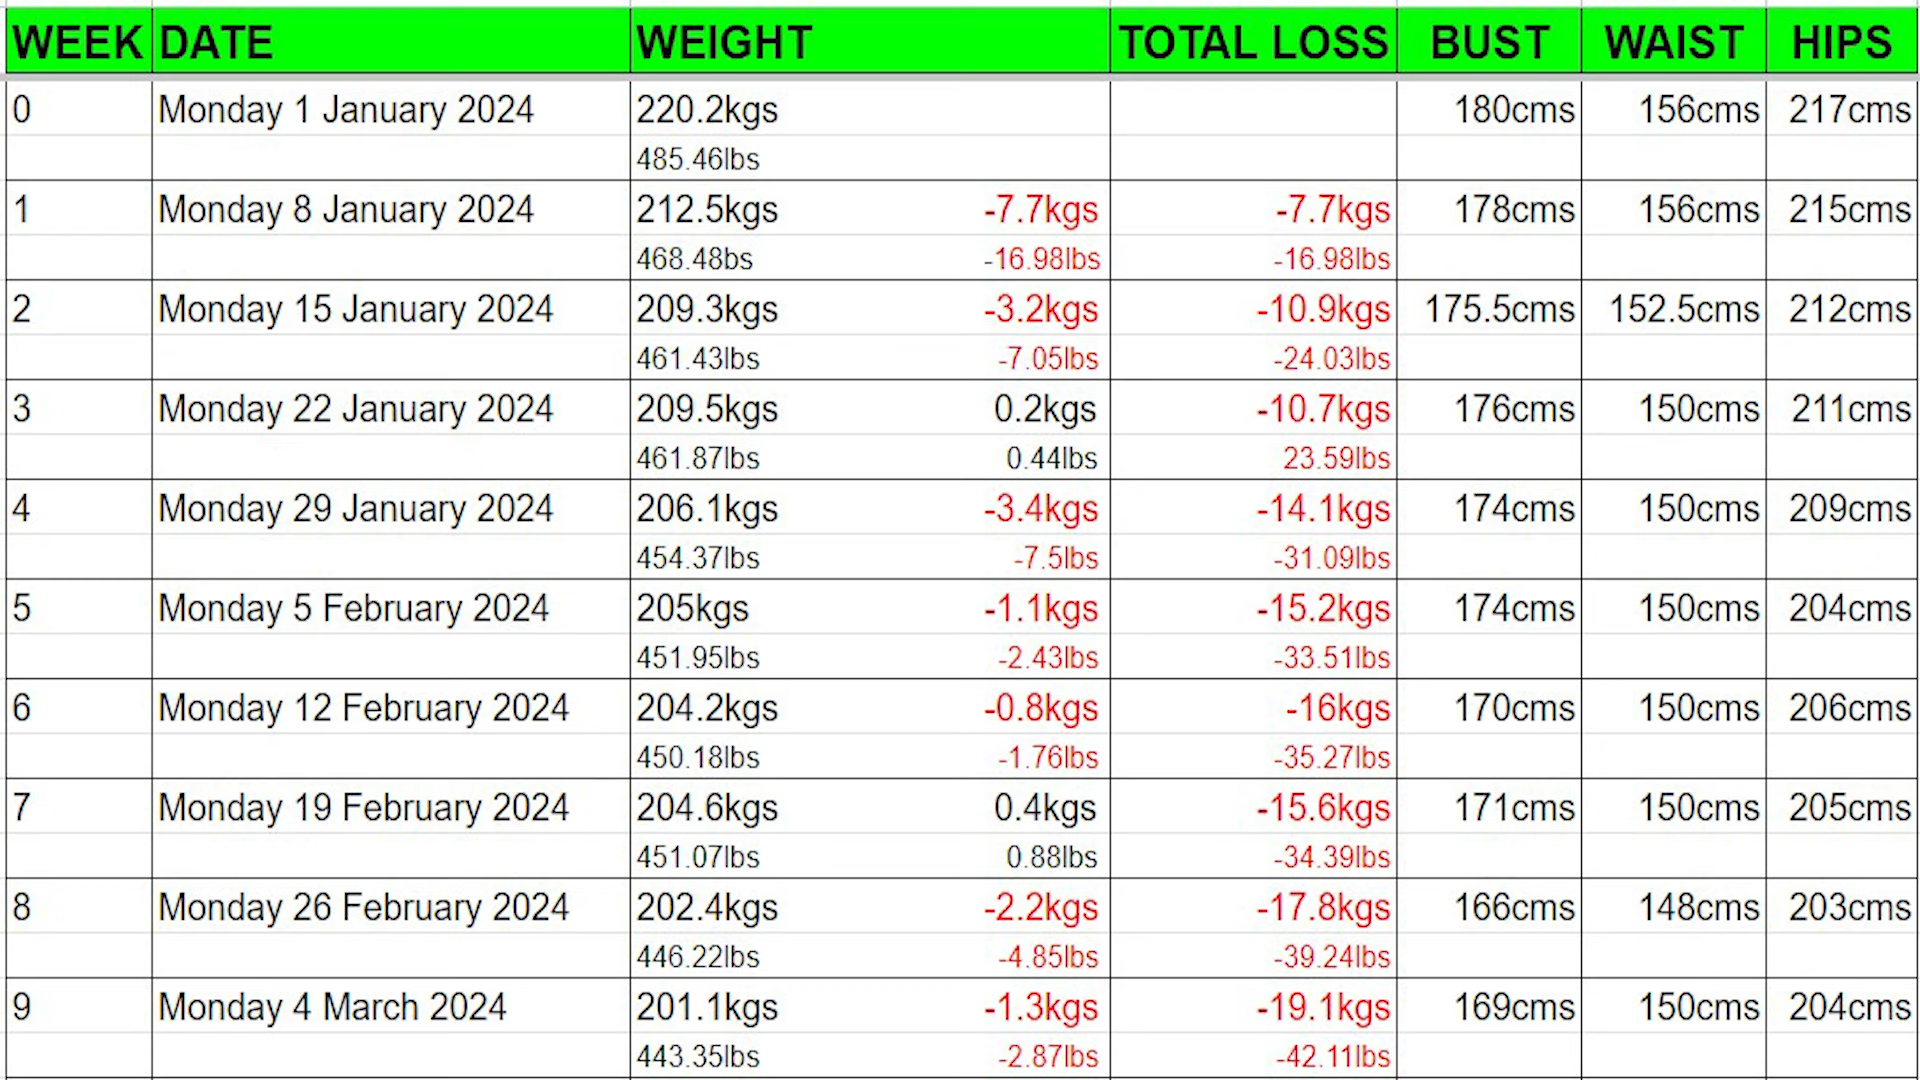 WEEK DATE WEIGHT TOTAL LOSS BUST WAIST HIPS
0 Monday 1 January 2024 220.2kgs 180cms 156cms 217cms
485.46lbs
1 Monday 8 January 2024 212.5kgs -7.7kgs -7.7kgs 178cms 156cms 215cms
468.48bs -16.98lbs -16.98lbs
2 Monday 15 January 2024 209.3kgs -3.2kgs -10.9kgs 175.5cms 152.5cms 212cms
461.43lbs -7.05lbs -24.03lbs
3 Monday 22 January 2024 209.5kgs 0.2kgs -10.7kgs 176cms 150cms 211cms
461.87lbs 0.44lbs 23.59lbs
4 Monday 29 January 2024 206.1kgs -3.4kgs -14.1kgs 174cms 150cms 209cms
454.37lbs -7.5lbs -31.09lbs
5 Monday 5 February 2024 205kgs -1.1kgs -15.2kgs 174cms 150cms 204cms
451.95lbs -2.43lbs -33.51lbs
6 Monday 12 February 2024 204.2kgs -0.8kgs -16kgs 170cms 150cms 206cms
450.18lbs -1.76lbs -35.27lbs
7 Monday 19 February 2024 204.6kgs 0.4kgs -15.6kgs 171cms 150cms 205cms
451.07lbs 0.88lbs -34.39lbs
8 Monday 26 February 2024 202.4kgs -2.2kgs -17.8kgs 166cms 148cms 203cms
446.22lbs -4.85lbs -39.24lbs
9 Monday 4 March 2024 201.1kgs -1.3kgs -19.1kgs 169cms 150cms 204cms
443.35lbs -2.87lbs -42.11lbs